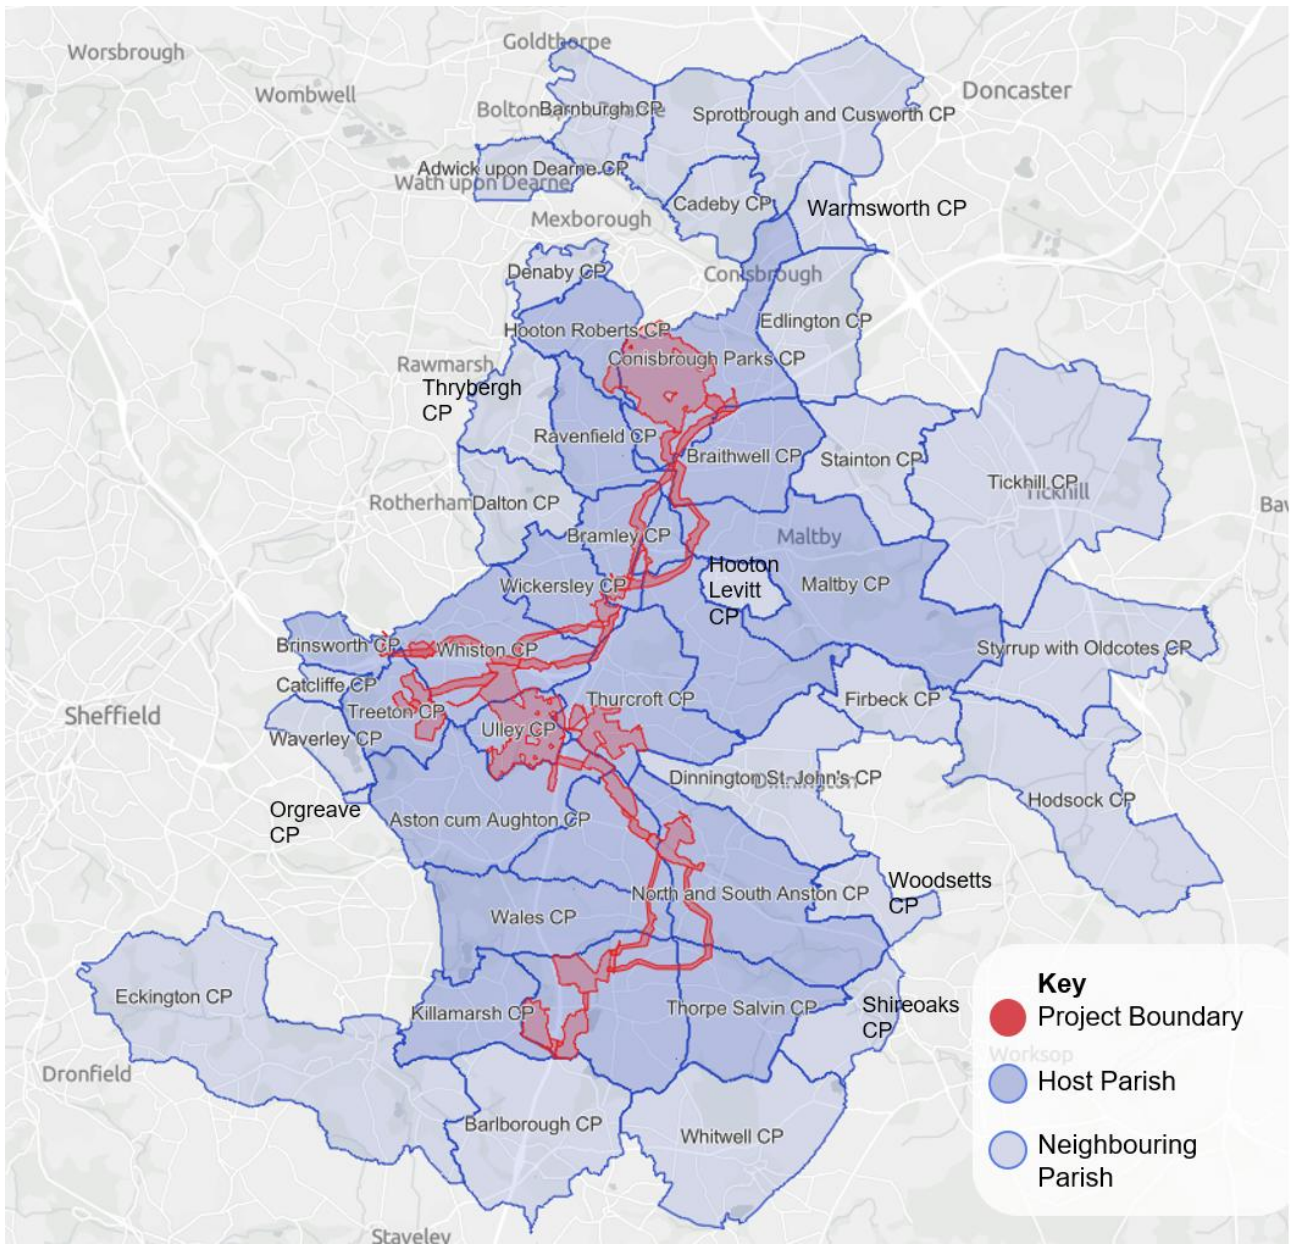 Worsbrough
Goldthorpe
Wombwell
Doncaster
Barnburgh CP
Sprotbrough and Cusworth CP
Adwick upon Dearne CP
Wath upon Dearne
Cadeby CP
Warmsworth CP
Mexborough
Denaby CP
Conisbrough
Edlington CP
Hooton Roberts CP
Conisbrough Parks CP
Rawmarsh
Thrybergh
CP
Ravenfield CP
Braithwell CP
Stainton CP
Tickhill CP
Tickhill
Rotherham
Dalton CP
Baw
Bramley CP
Maltby
Hooton
Levitt
CP
Wickersley CP
Maltby CP
Brinsworth CP
Whiston CP
Styrrup with Oldcotes CP
Catcliffe CP
Thurcroft CP
Firbeck CP
Sheffield
Treeton CP
Ulley CP
Waverley CP
Dinnington St. John's CP
Orgreave
CP
Aston cum Aughton CP
Hodsock CP
North and South Anston CP
Woodsetts
CP
Wales CP
Eckington CP
Killamarsh CP
Thorpe Salvin CP
Shireoaks
CP
Key
Project Boundary
Worksop
Host Parish
Dronfield
Barlborough CP
Whitwell CP
Neighbouring
Parish
Staveley